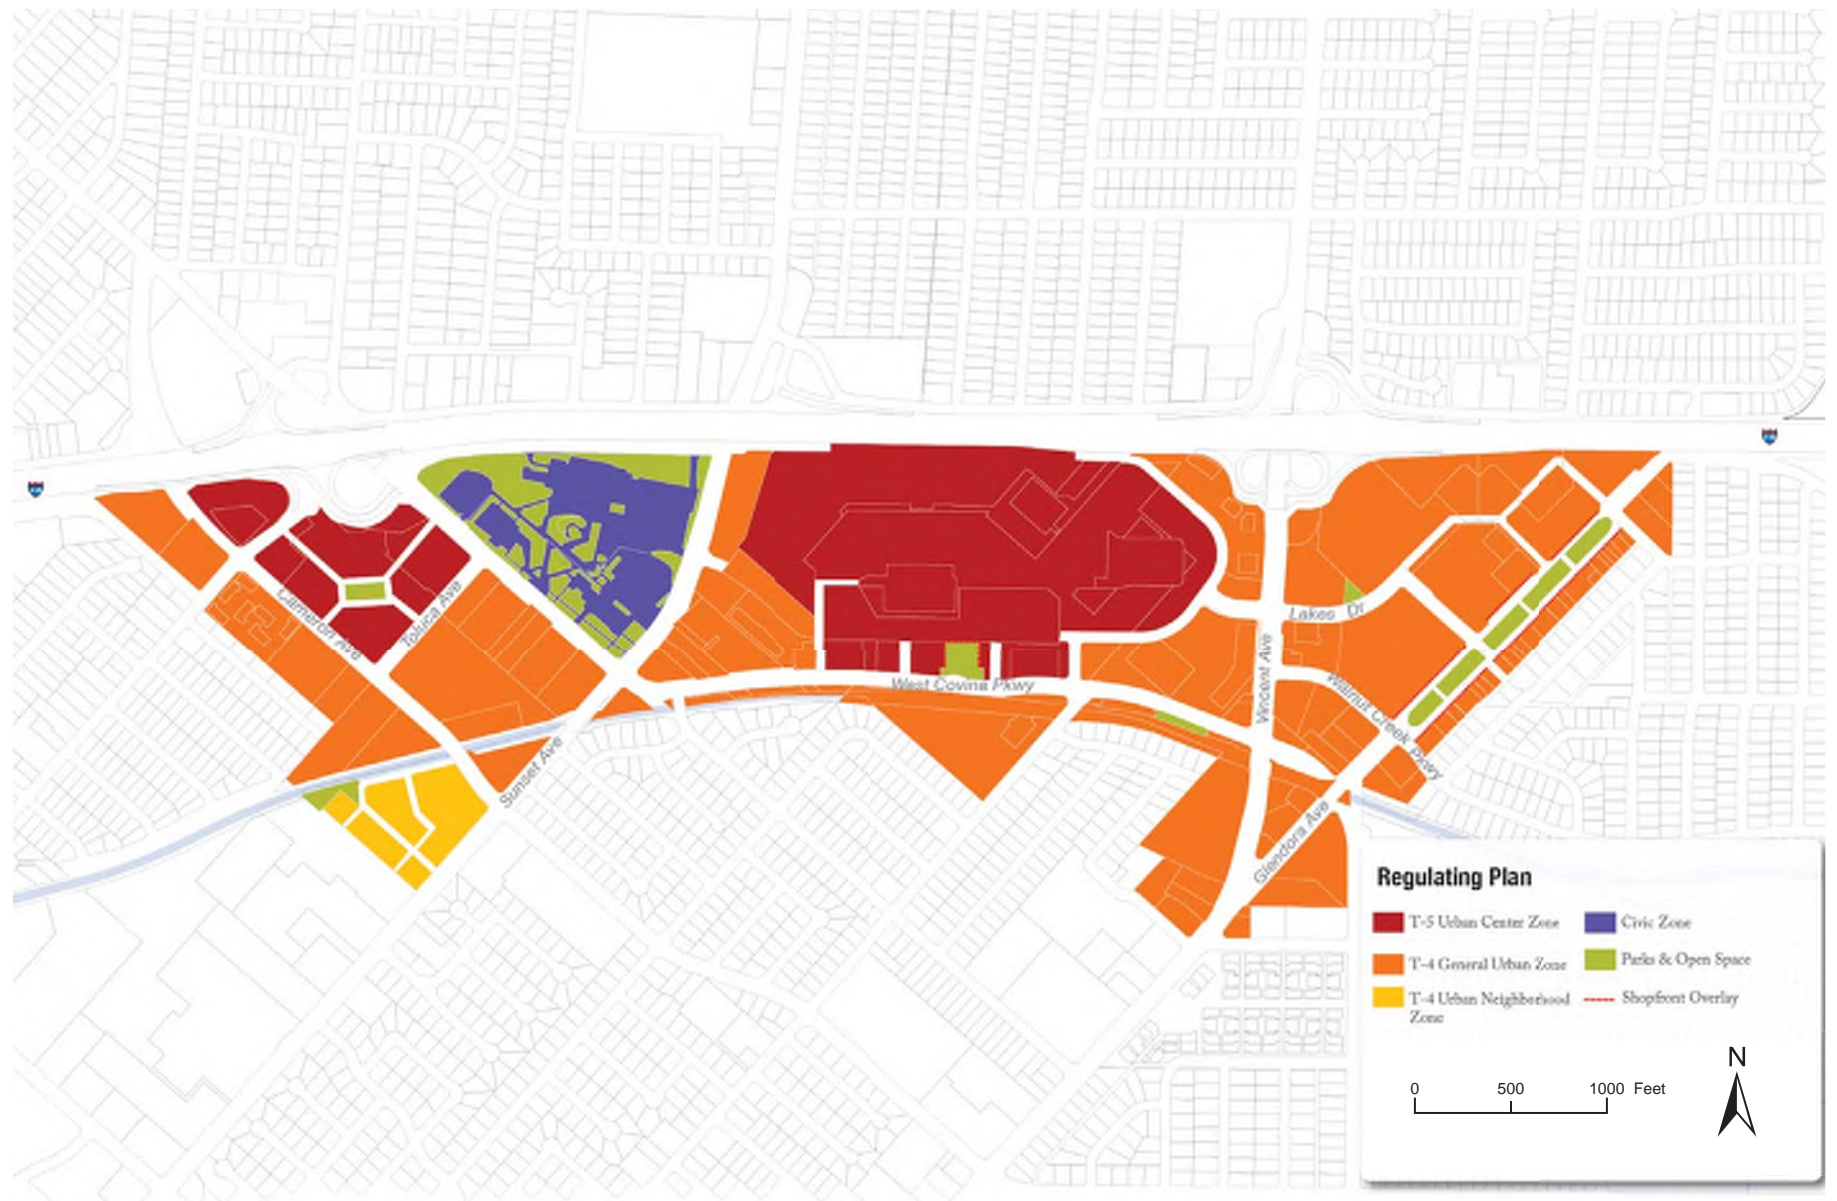 Cameron Ave
Toluca Ave
Sunset Ave
West Covina Pkwy
Vincent Ave
Lakes Dr
Walnut Creek Pkwy
Glendora Ave
Regulating Plan
T-5 Urban Center Zone
Civic Zone
T-4 General Urban Zone
Parks & Open Space
T-4 Urban Neighborhood
Zone
Shopfront Overlay
N
0 500 1000 Feet